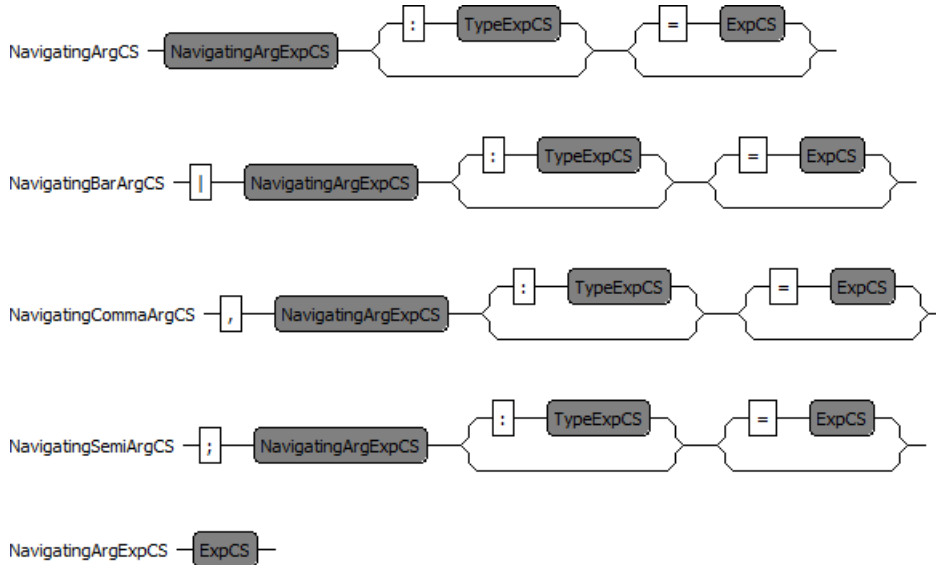 NavigatingArgCS NavigatingArgExpCS : TypeExpCS = ExpCS
NavigatingBarArgCS | NavigatingArgExpCS : TypeExpCS = ExpCS
NavigatingCommaArgCS , NavigatingArgExpCS : TypeExpCS = ExpCS
NavigatingSemiArgCS ; NavigatingArgExpCS : TypeExpCS = ExpCS
NavigatingArgExpCS ExpCS